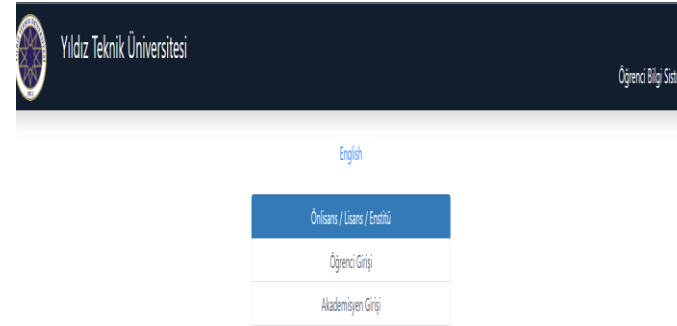 Yıldız Teknik Üniversitesi
Öğrenci Bilgi Sist
English
Önlisans / Lisans / Enstitü
Öğrenci Girişi
Akademisyen Girişi